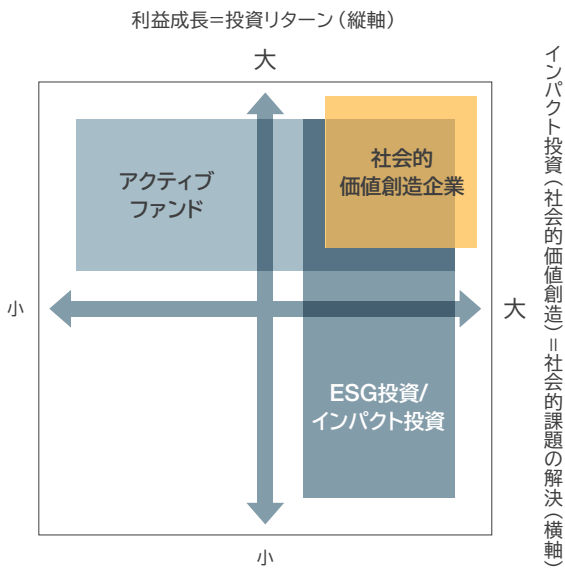 利益成長=投資リターン(縦軸)
大
アクティブ
ファンド
社会的
価値創造企業
小
大
ESG投資/
インパクト投資
小
インパクト投資(社会的価値創造)=社会的課題の解決(横軸)